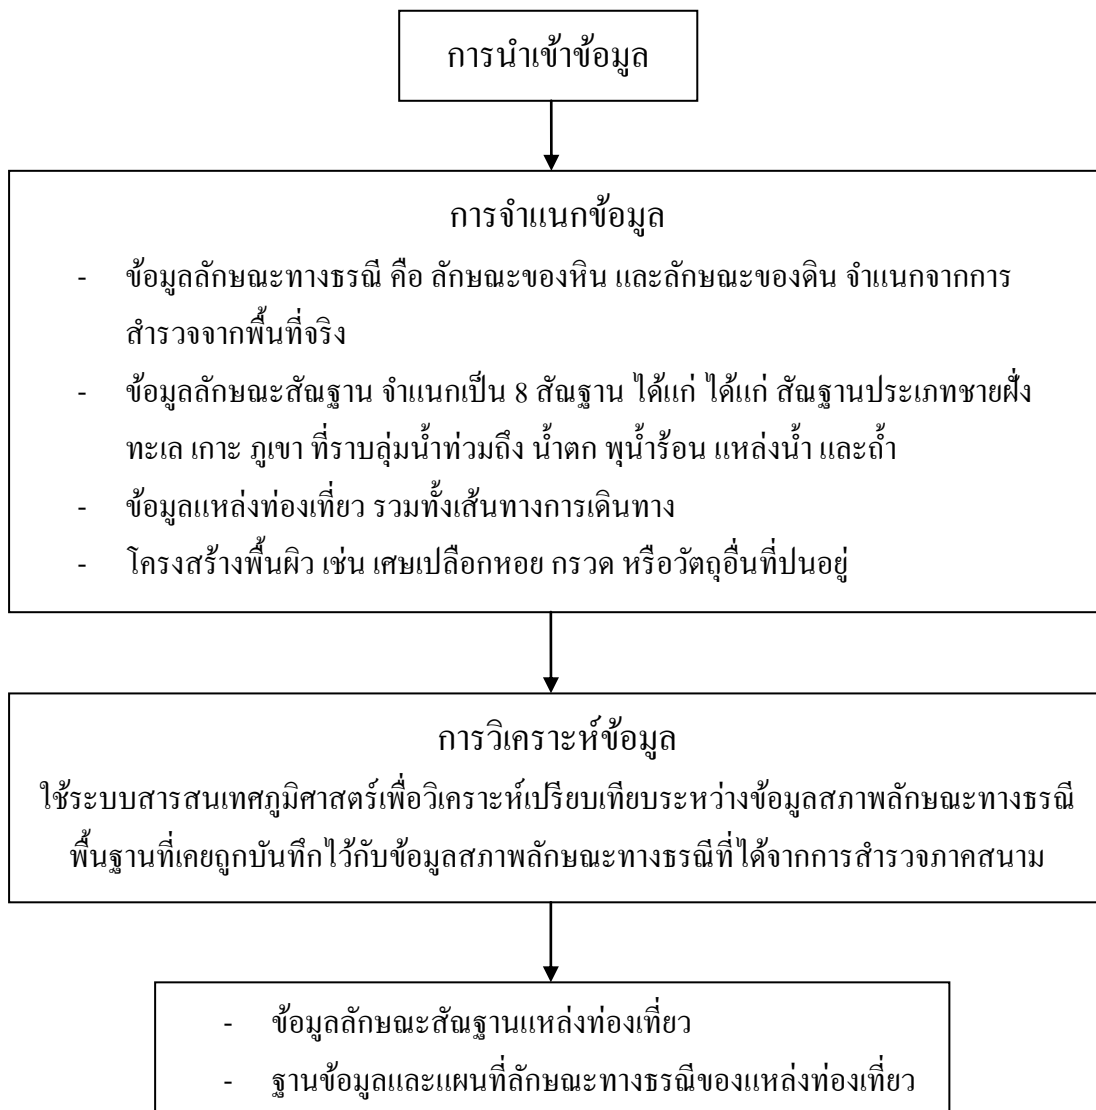 การนำเข้าข้อมูล
การจำแนกข้อมูล
- ข้อมูลลักษณะทางธรณี คือ ลักษณะของหิน และลักษณะของดิน จำแนกจากการ
สำรวจจากพื้นที่จริง
- ข้อมูลลักษณะสัณฐาน จำแนกเป็น 8 สัณฐาน ได้แก่ ได้แก่ สัณฐานประเภทชายฝั่ง
ทะเล เกาะ ภูเขา ที่ราบลุ่มน้ำท่วมถึง น้ำตก พุน้ำร้อน แหล่งน้ำ และถ้ำ
- ข้อมูลแหล่งท่องเที่ยว รวมทั้งเส้นทางการเดินทาง
- โครงสร้างพื้นผิว เช่น เศษเปลือกหอย กรวด หรือวัตถุอื่นที่ปนอยู่
การวิเคราะห์ข้อมูล
ใช้ระบบสารสนเทศภูมิศาสตร์เพื่อวิเคราะห์เปรียบเทียบระหว่างข้อมูลสภาพลักษณะทางธรณี
พื้นฐานที่เคยถูกบันทึกไว้กับข้อมูลสภาพลักษณะทางธรณีที่ได้จากการสำรวจภาคสนาม
- ข้อมูลลักษณะสัณฐานแหล่งท่องเที่ยว
- ฐานข้อมูลและแผนที่ลักษณะทางธรณีของแหล่งท่องเที่ยว